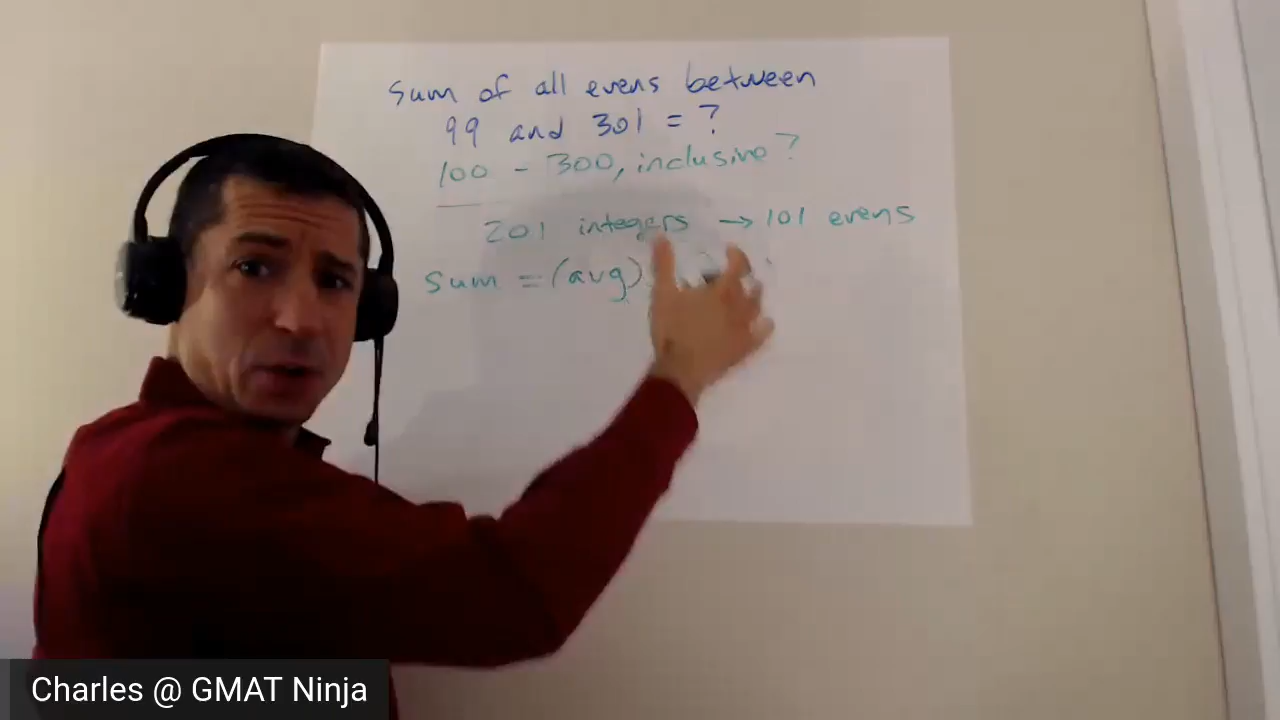 Sum of all evens between
99 and 301 = ?
100 - 300, inclusive?
201 integers → 101 evens
sum = (avg)
Charles @ GMAT Ninja